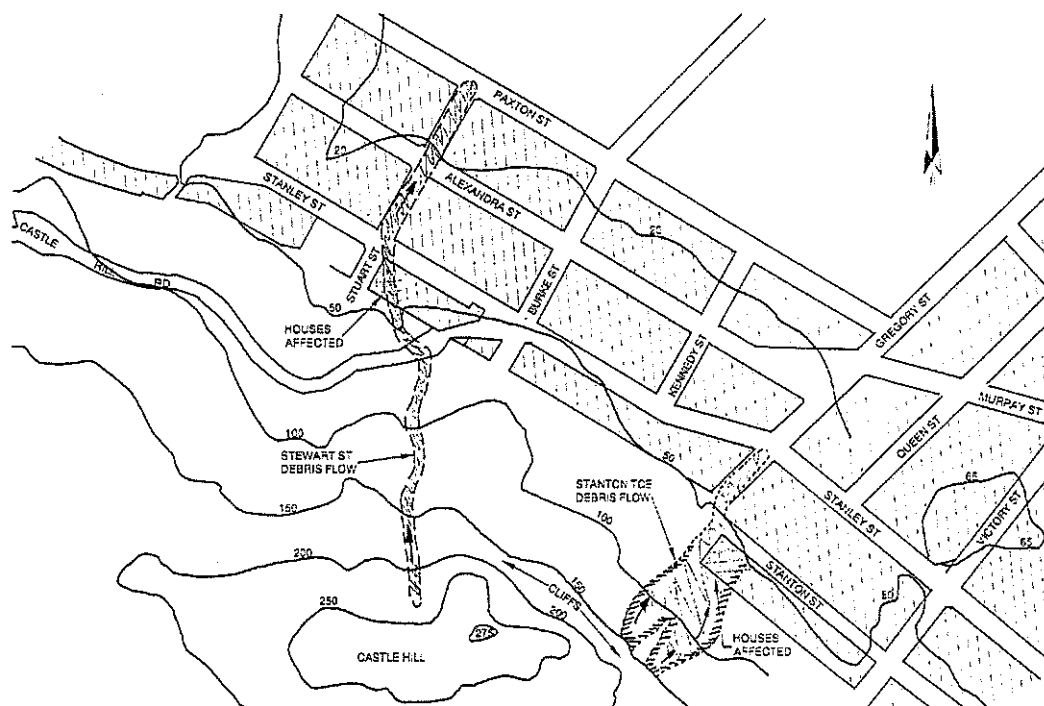 PAXTON ST
20
ALEXANDRA ST
STANLEY ST
20
CASTLE
HILL
RD
STUART ST
50
BURKE ST
GREGORY ST
HOUSES
AFFECTED
KENNEDY ST
MURPAY ST
QUEEN ST
100
STEWART ST
DEBRIS FLOW
50
STANTON TCE
DEBRIS FLOW
65
VICTORY ST
150
100
STANLEY ST
65
200
150
CLIFFS
STANTON ST
250
200
275
HOUSES
AFFECTED
CASTLE HILL